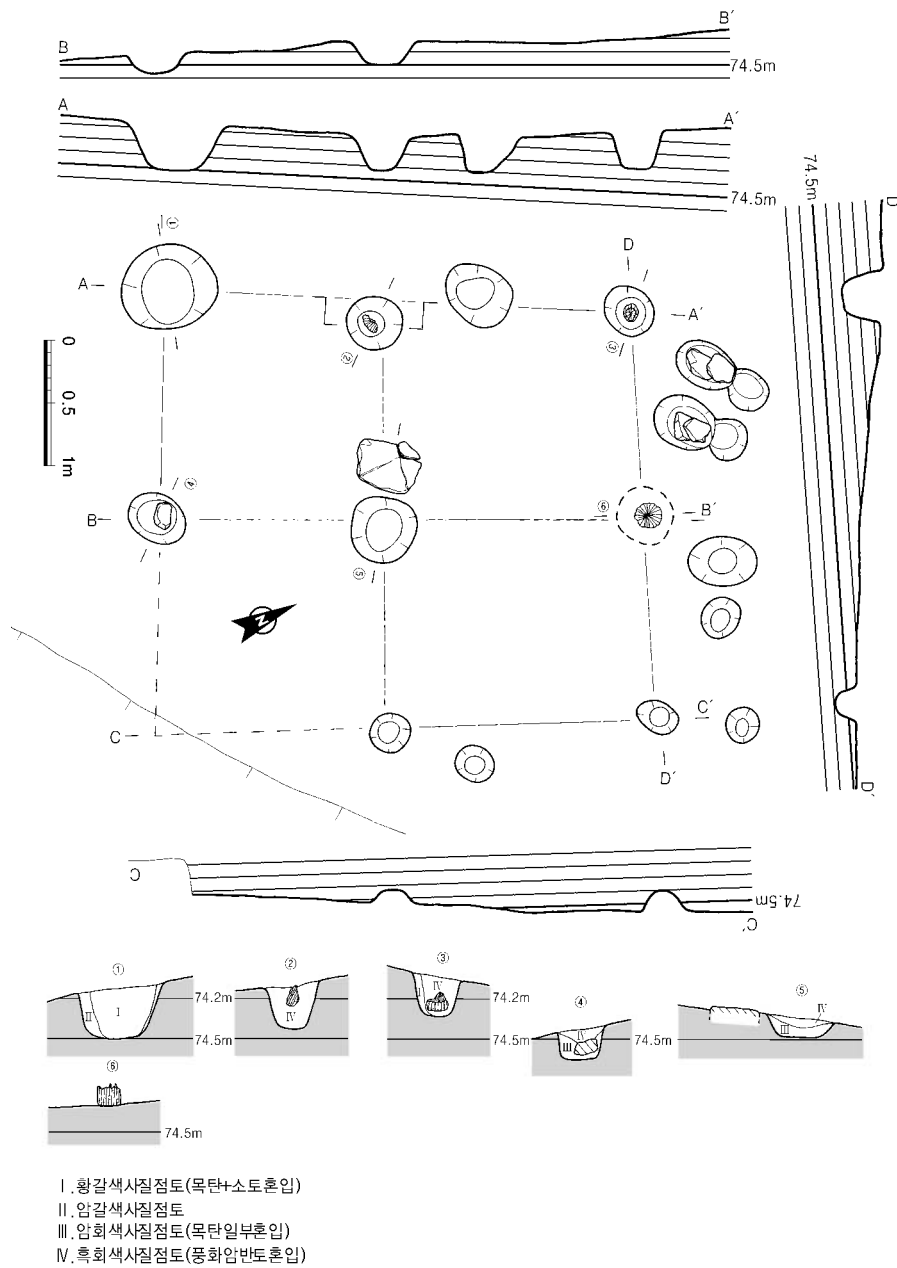 B B´
74.5m
A A´
74.5m
74.5m
D
D´
①
A
D
A´
②
③
0
0.5
1m
④
B
⑥
B´
⑤
N
C
C´
D´
C
74.5m
C´
①
②
③
④
⑤
Ⅱ Ⅰ
74.2m
74.5m
Ⅳ
Ⅳ
74.2m
74.5m
Ⅳ
Ⅲ
74.5m
Ⅳ
Ⅲ
⑥
74.5m
Ⅰ.황갈색사질점토(목탄+소토혼입)
Ⅱ.암갈색사질점토
Ⅲ.암회색사질점토(목탄일부혼입)
Ⅳ.흑회색사질점토(풍화암반토혼입)